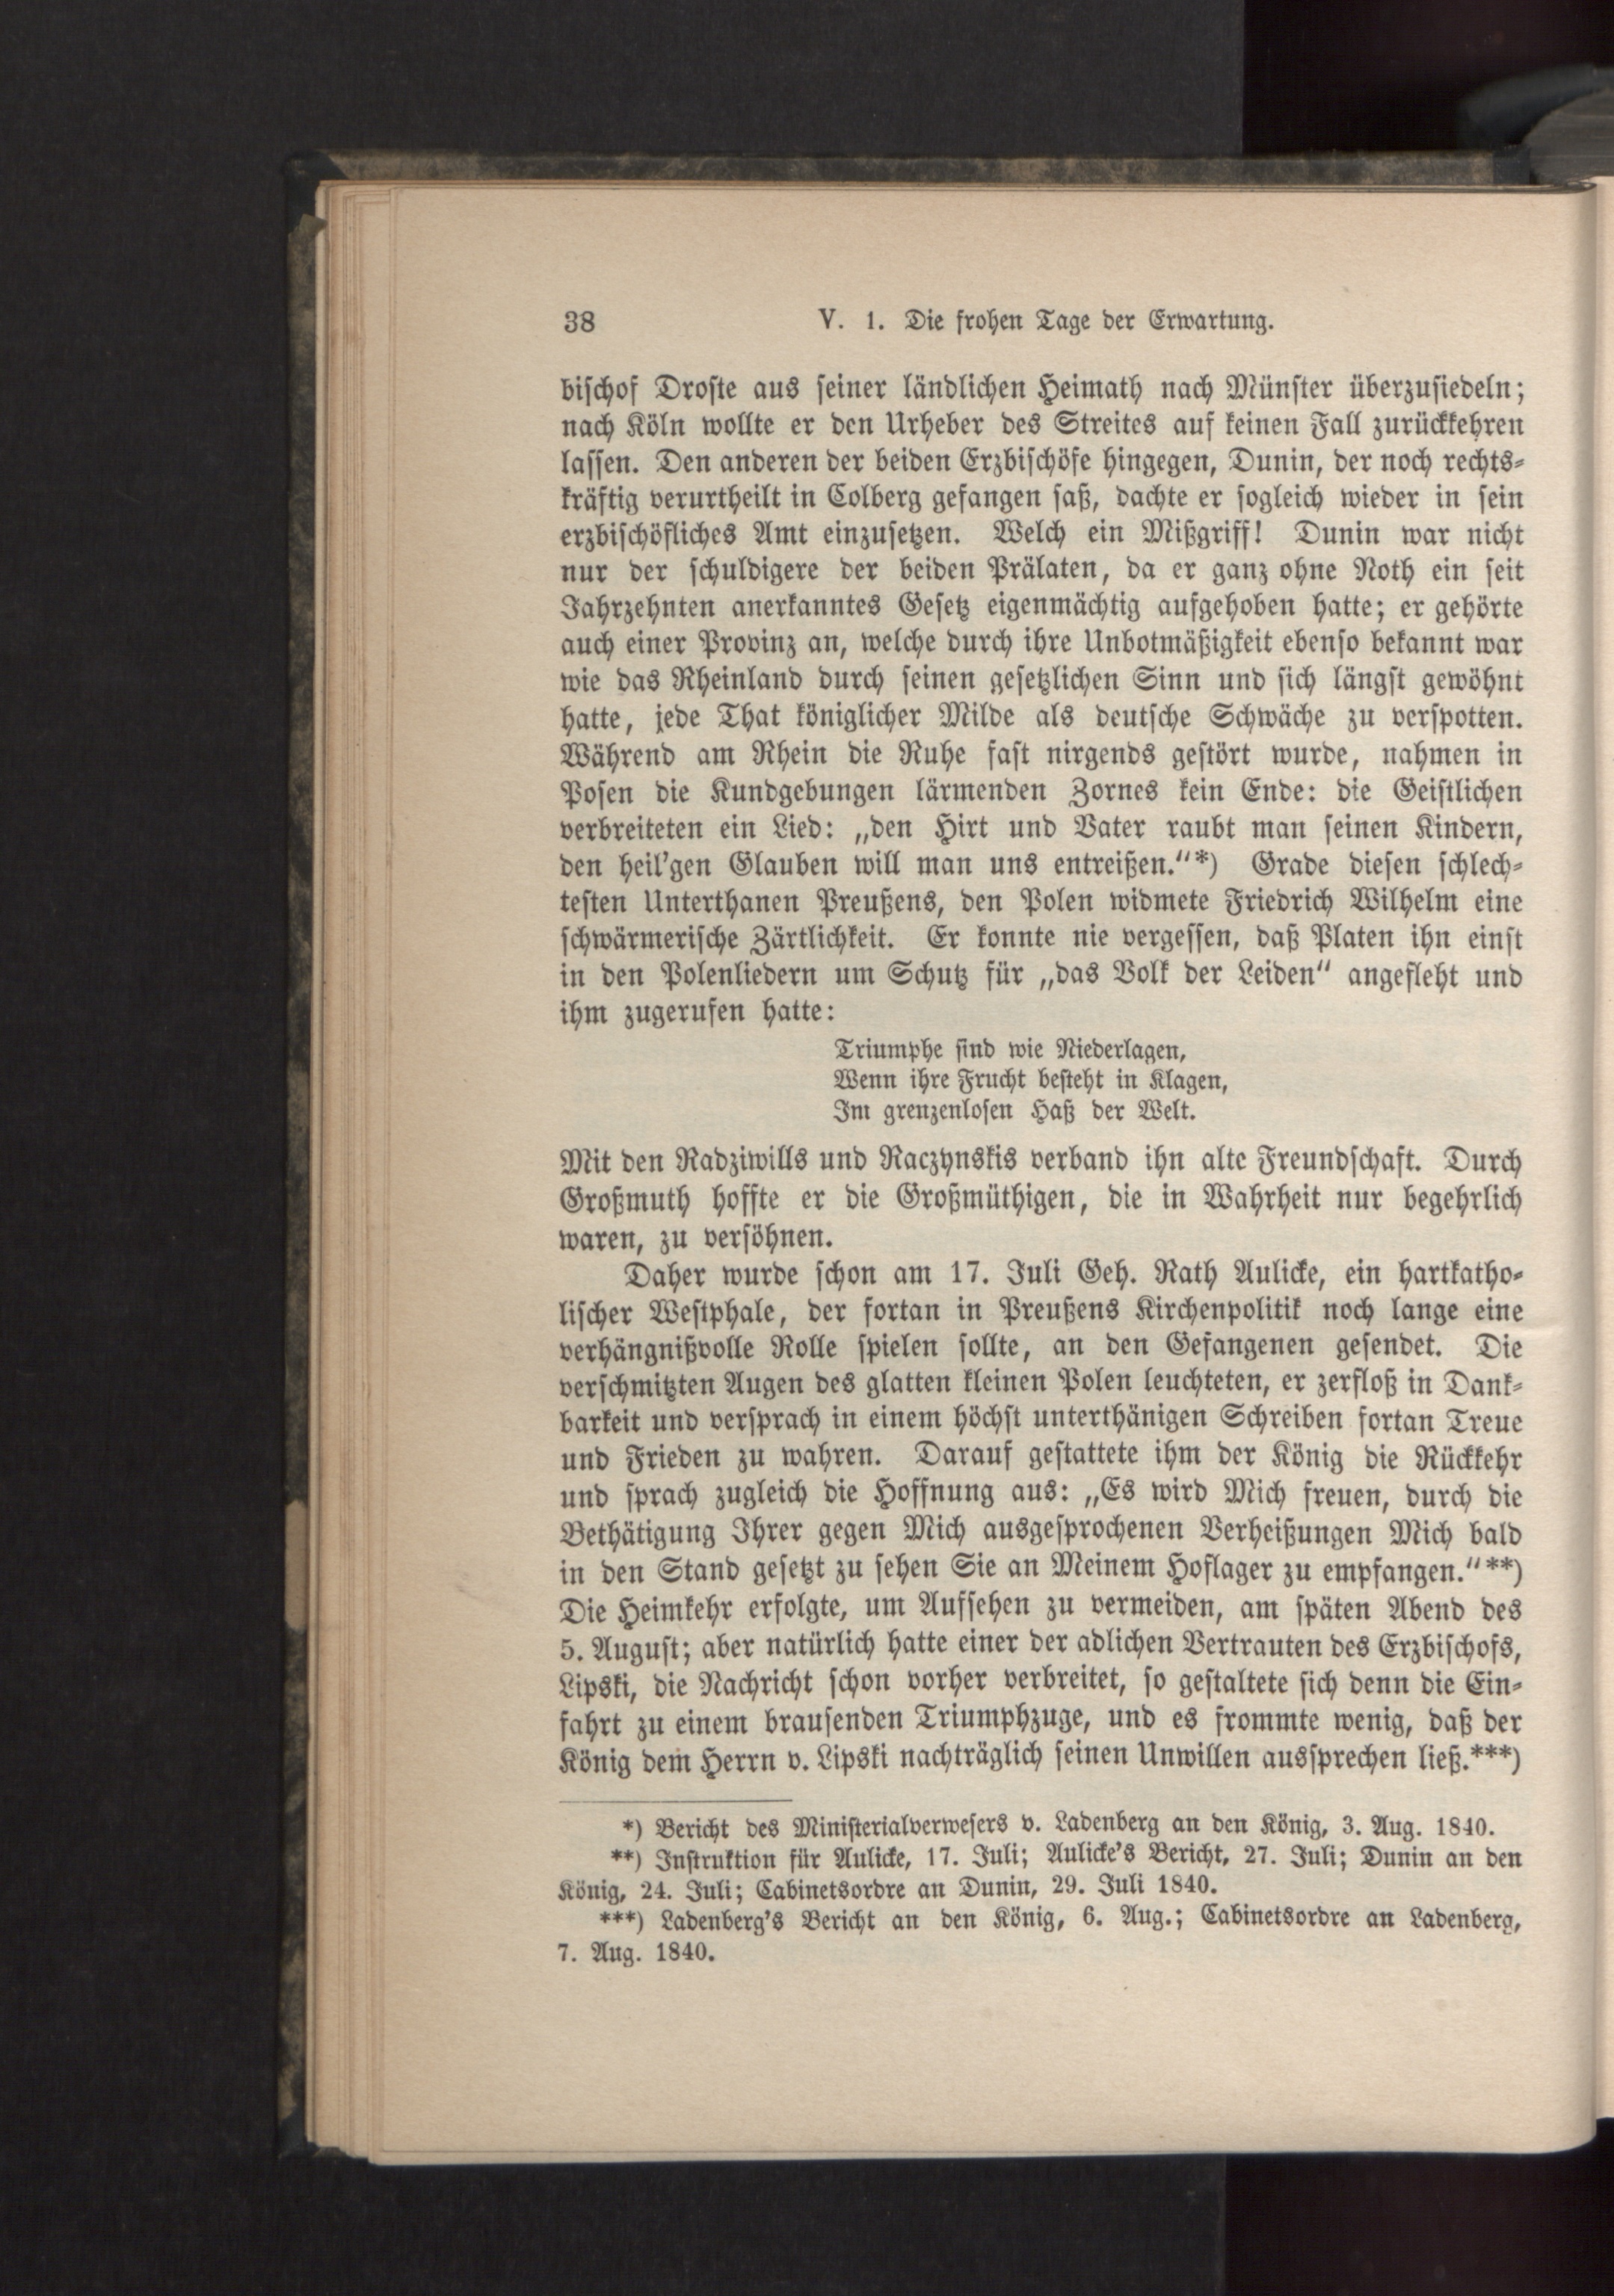 38 V. 1. Die frohen Tage der Erwartung.
bischof Droste aus seiner ländlichen Heimath nach Münster überzusiedeln;
nach Köln wollte er den Urheber des Streites auf keinen Fall zurückkehren
lassen. Den anderen der beiden Erzbischöfe hingegen, Dunin, der noch rechts-
kräftig verurtheilt in Colberg gefangen saß, dachte er sogleich wieder in sein
erzbischöfliches Amt einzusetzen. Welch ein Mißgriff! Dunin war nicht
nur der schuldigere der beiden Prälaten, da er ganz ohne Noth ein seit
Jahrzehnten anerkanntes Gesetz eigenmächtig aufgehoben hatte; er gehörte
auch einer Provinz an, welche durch ihre Unbotmäßigkeit ebenso bekannt war
wie das Rheinland durch seinen gesetzlichen Sinn und sich längst gewöhnt
hatte, jede That königlicher Milde als deutsche Schwäche zu verspotten.
Während am Rhein die Ruhe fast nirgends gestört wurde, nahmen in
Posen die Kundgebungen lärmenden Zornes kein Ende: die Geistlichen
verbreiteten ein Lied: „den Hirt und Vater raubt man seinen Kindern,
den heil'gen Glauben will man uns entreißen.“*) Grade diesen schlech-
testen Unterthanen Preußens, den Polen widmete Friedrich Wilhelm eine
schwärmerische Zärtlichkeit. Er konnte nie vergessen, daß Platen ihn einst
in den Polenliedern um Schutz für „das Volk der Leiden“ angefleht und
ihm zugerufen hatte:
Triumphe sind wie Niederlagen,
Wenn ihre Frucht besteht in Klagen,
Im grenzenlosen Haß der Welt.
Mit den Radziwills und Raczynskis verband ihn alte Freundschaft. Durch
Großmuth hoffte er die Großmüthigen, die in Wahrheit nur begehrlich
waren, zu versöhnen.
Daher wurde schon am 17. Juli Geh. Rath Aulicke, ein hartkatho-
lischer Westphale, der fortan in Preußens Kirchenpolitik noch lange eine
verhängnißvolle Rolle spielen sollte, an den Gefangenen gesendet. Die
verschmitzten Augen des glatten kleinen Polen leuchteten, er zerfloß in Dank-
barkeit und versprach in einem höchst unterthänigen Schreiben fortan Treue
und Frieden zu wahren. Darauf gestattete ihm der König die Rückkehr
und sprach zugleich die Hoffnung aus: „Es wird Mich freuen, durch die
Bethätigung Ihrer gegen Mich ausgesprochenen Verheißungen Mich bald
in den Stand gesetzt zu sehen Sie an Meinem Hoflager zu empfangen.“**)
Die Heimkehr erfolgte, um Aufsehen zu vermeiden, am späten Abend des
5. August; aber natürlich hatte einer der adlichen Vertrauten des Erzbischofs,
Lipski, die Nachricht schon vorher verbreitet, so gestaltete sich denn die Ein-
fahrt zu einem brausenden Triumphzuge, und es frommte wenig, daß der
König dem Herrn v. Lipski nachträglich seinen Unwillen aussprechen ließ.***)
*) Bericht des Ministerialverwesers v. Ladenberg an den König, 3. Aug. 1840.
**) Instruktion für Aulicke, 17. Juli; Aulicke's Bericht, 27. Juli; Dunin an den
König, 24. Juli; Cabinetsordre an Dunin, 29. Juli 1840.
***) Ladenberg's Bericht an den König, 6. Aug.; Cabinetsordre an Ladenberg,
7. Aug. 1840.